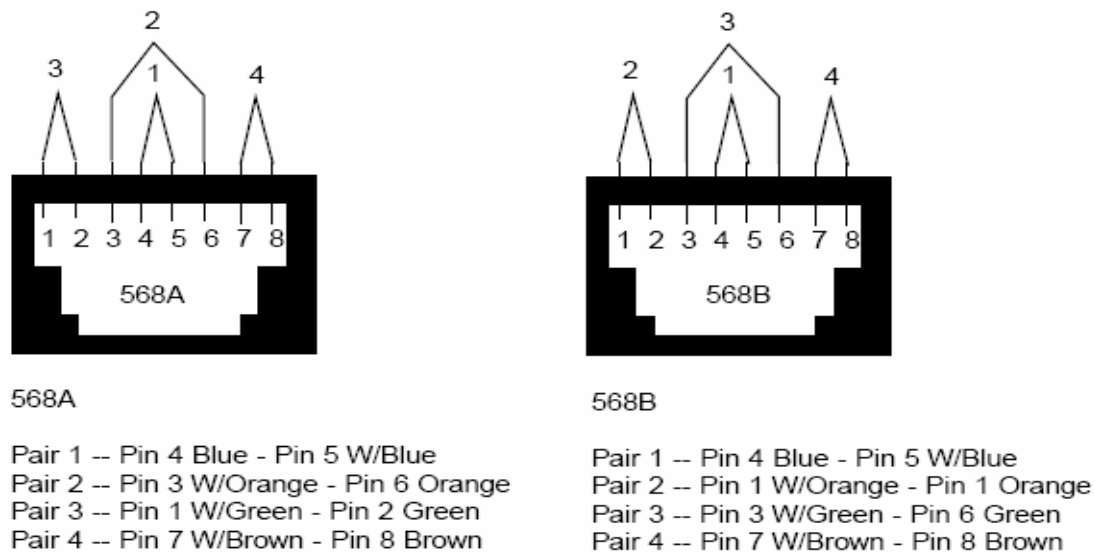 2
3
1
4
1 2 3 4 5 6 7 8
568A
568A
Pair 1 -- Pin 4 Blue - Pin 5 W/Blue
Pair 2 -- Pin 3 W/Orange - Pin 6 Orange
Pair 3 -- Pin 1 W/Green - Pin 2 Green
Pair 4 -- Pin 7 W/Brown - Pin 8 Brown
3
2
1
4
1 2 3 4 5 6 7 8
568B
568B
Pair 1 -- Pin 4 Blue - Pin 5 W/Blue
Pair 2 -- Pin 1 W/Orange - Pin 1 Orange
Pair 3 -- Pin 3 W/Green - Pin 6 Green
Pair 4 -- Pin 7 W/Brown - Pin 8 Brown